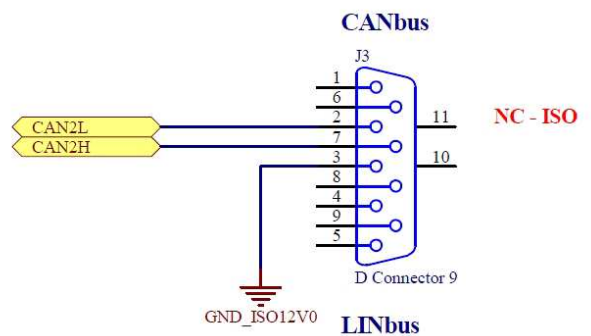 CANbus
J3
1
6
CAN2L 2 11 NC - ISO
CAN2H 7
3 10
8
4
9
5
D Connector 9
GND_ISO12V0
LINbus